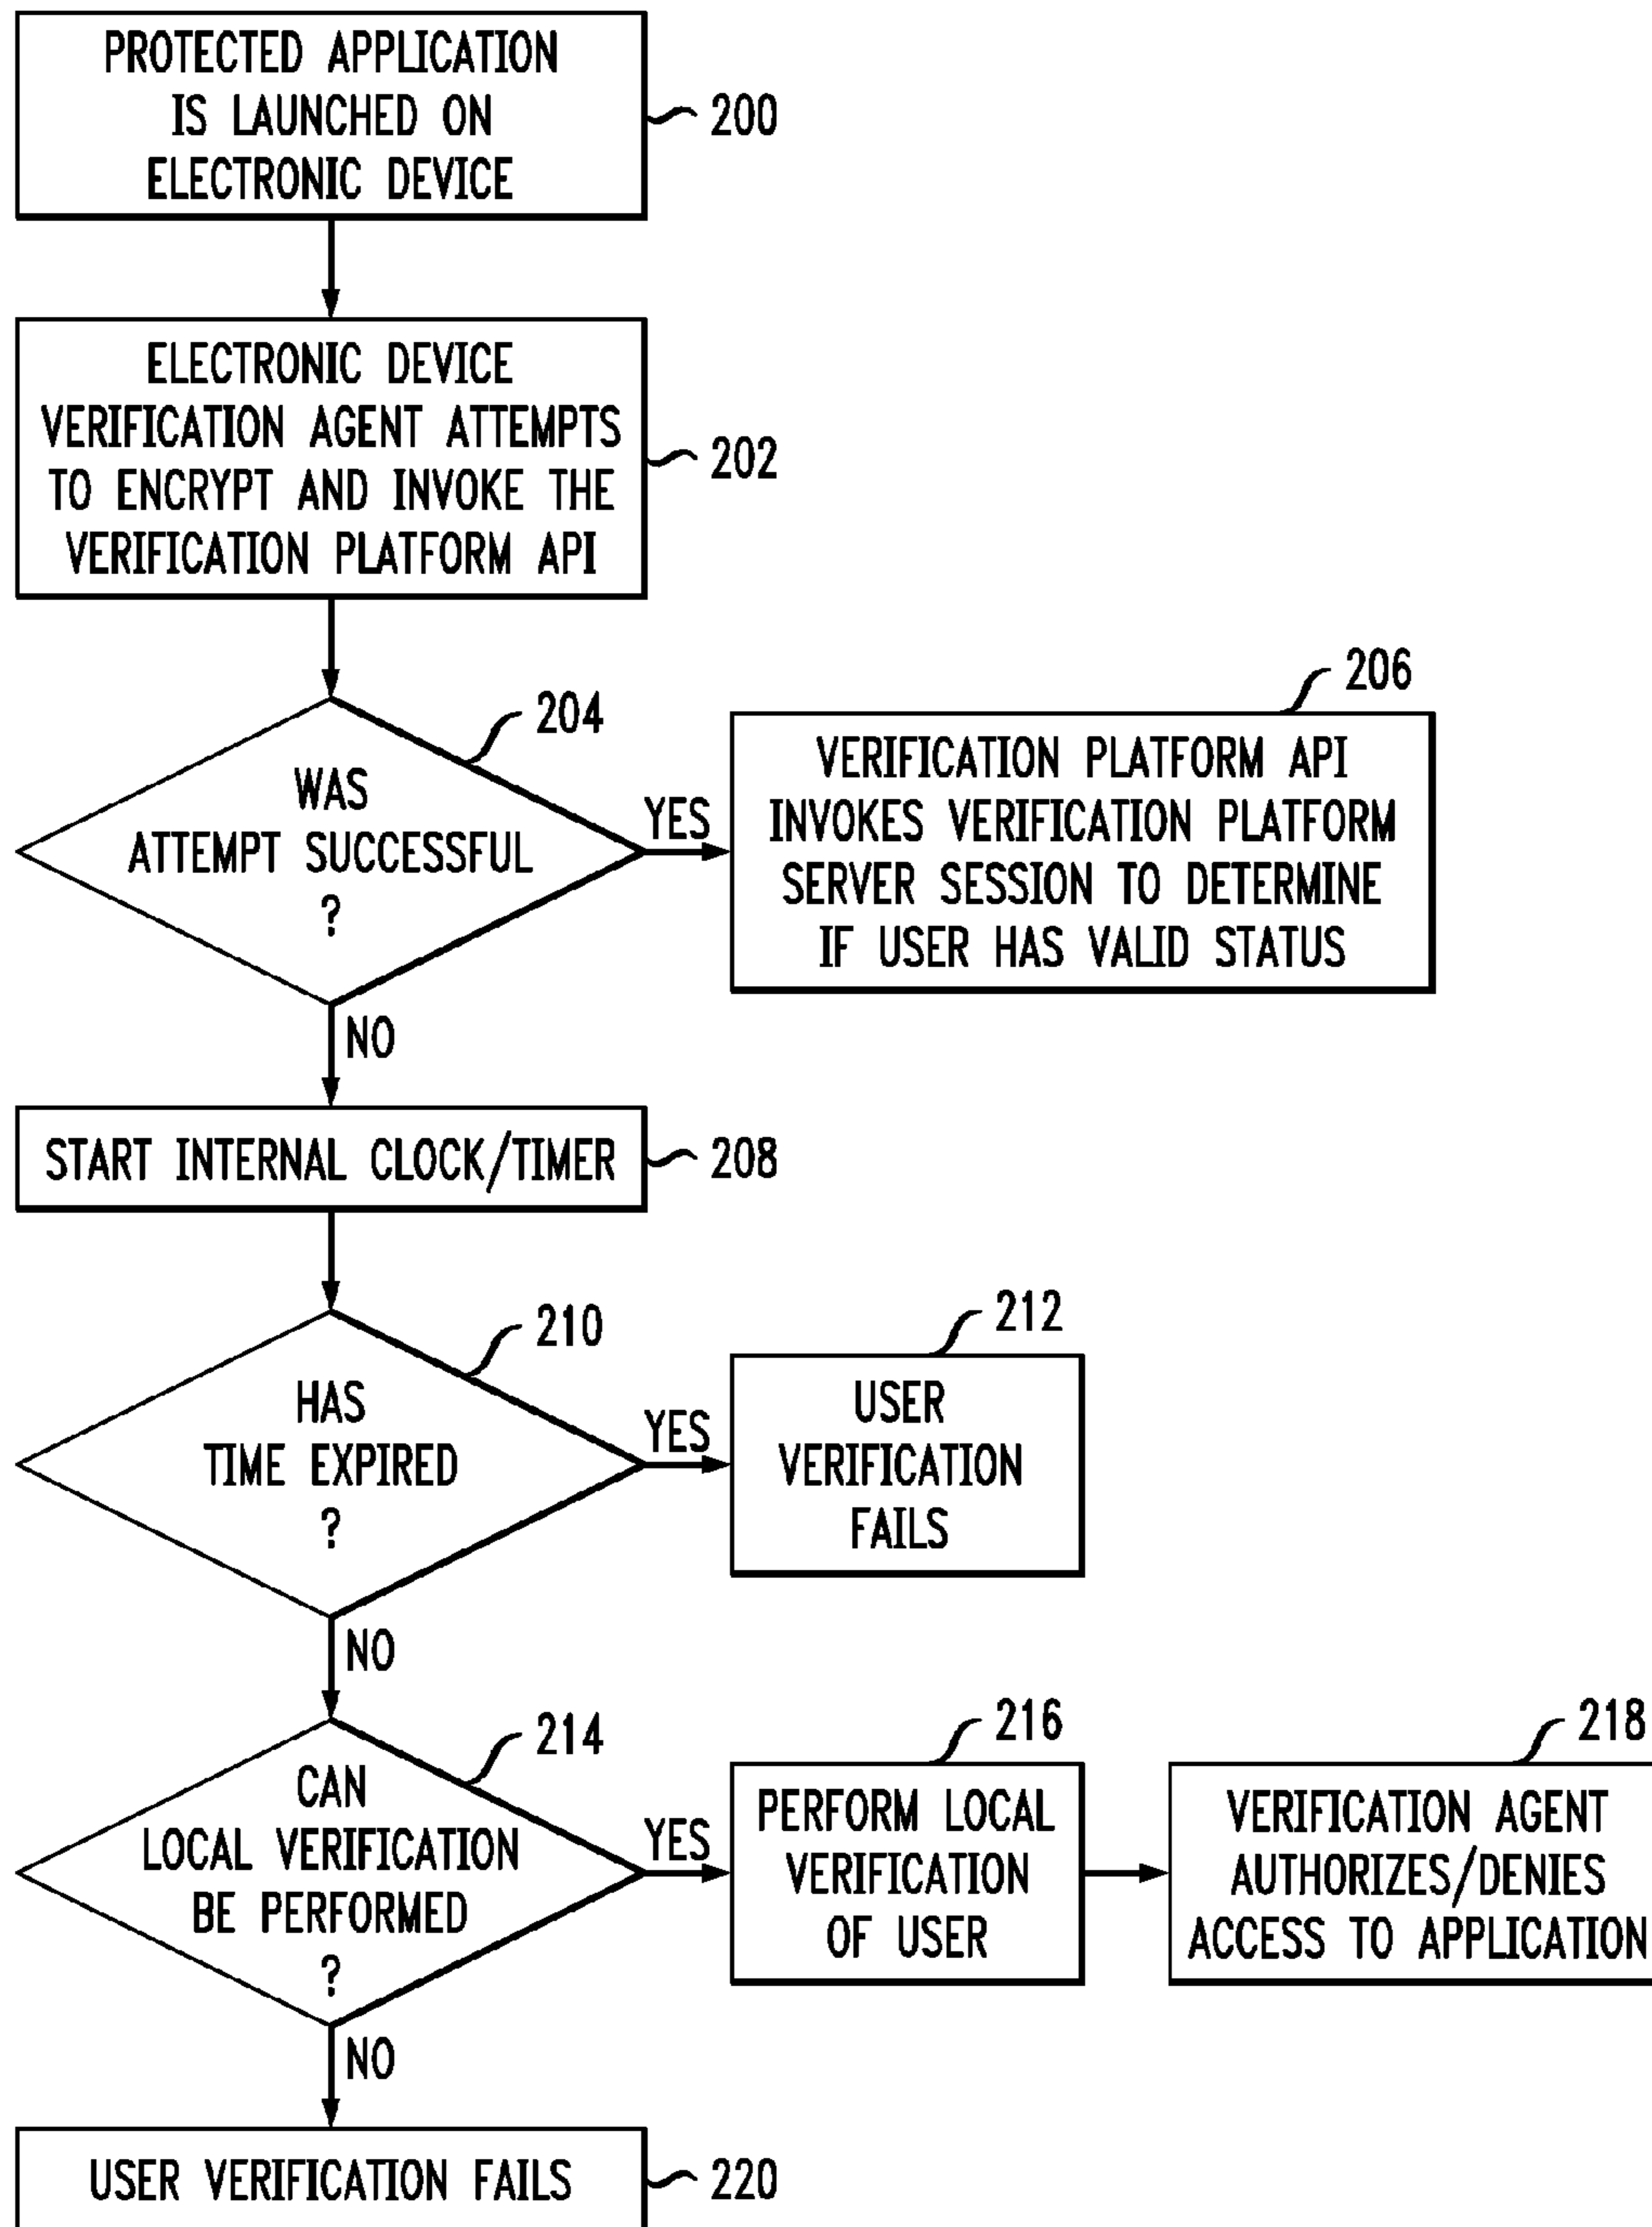 PROTECTED APPLICATION
IS LAUNCHED ON
ELECTRONIC DEVICE
200
ELECTRONIC DEVICE
VERIFICATION AGENT ATTEMPTS
TO ENCRYPT AND INVOKE THE
VERIFICATION PLATFORM API
202
204
WAS
ATTEMPT SUCCESSFUL
?
YES
206
VERIFICATION PLATFORM API
INVOKES VERIFICATION PLATFORM
SERVER SESSION TO DETERMINE
IF USER HAS VALID STATUS
NO
START INTERNAL CLOCK/TIMER
208
210
HAS
TIME EXPIRED
?
YES
212
USER
VERIFICATION
FAILS
NO
214
CAN
LOCAL VERIFICATION
BE PERFORMED
?
YES
216
PERFORM LOCAL
VERIFICATION
OF USER
218
VERIFICATION AGENT
AUTHORIZES/DENIES
ACCESS TO APPLICATION
NO
USER VERIFICATION FAILS
220